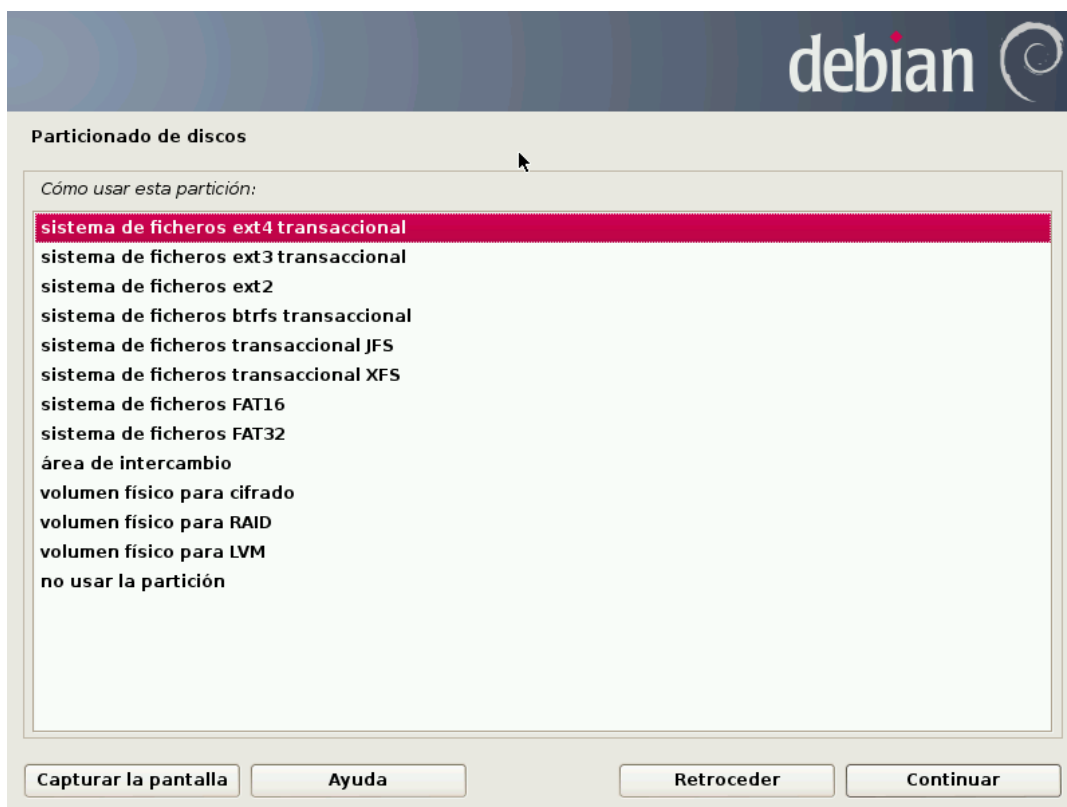 debian
Particionado de discos
Cómo usar esta partición:
sistema de ficheros ext4 transaccional
sistema de ficheros ext3 transaccional
sistema de ficheros ext2
sistema de ficheros btrfs transaccional
sistema de ficheros transaccional JFS
sistema de ficheros transaccional XFS
sistema de ficheros FAT16
sistema de ficheros FAT32
área de intercambio
volumen físico para cifrado
volumen físico para RAID
volumen físico para LVM
no usar la partición
Capturar la pantalla Ayuda Retroceder Continuar